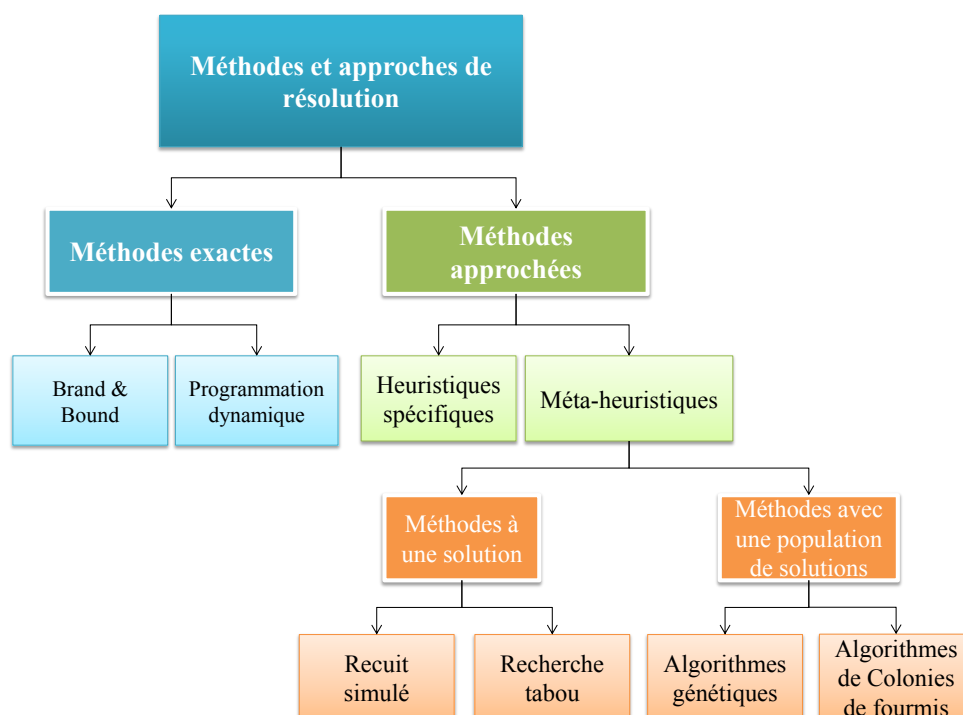 Méthodes et approches de
résolution
Méthodes exactes
Méthodes
approchées
Brand &
Bound
Programmation
dynamique
Heuristiques
spécifiques
Méta-heuristiques
Méthodes à
une solution
Méthodes avec
une population
de solutions
Recuit
simulé
Recherche
tabou
Algorithmes
génétiques
Algorithmes
de Colonies
de fourmis